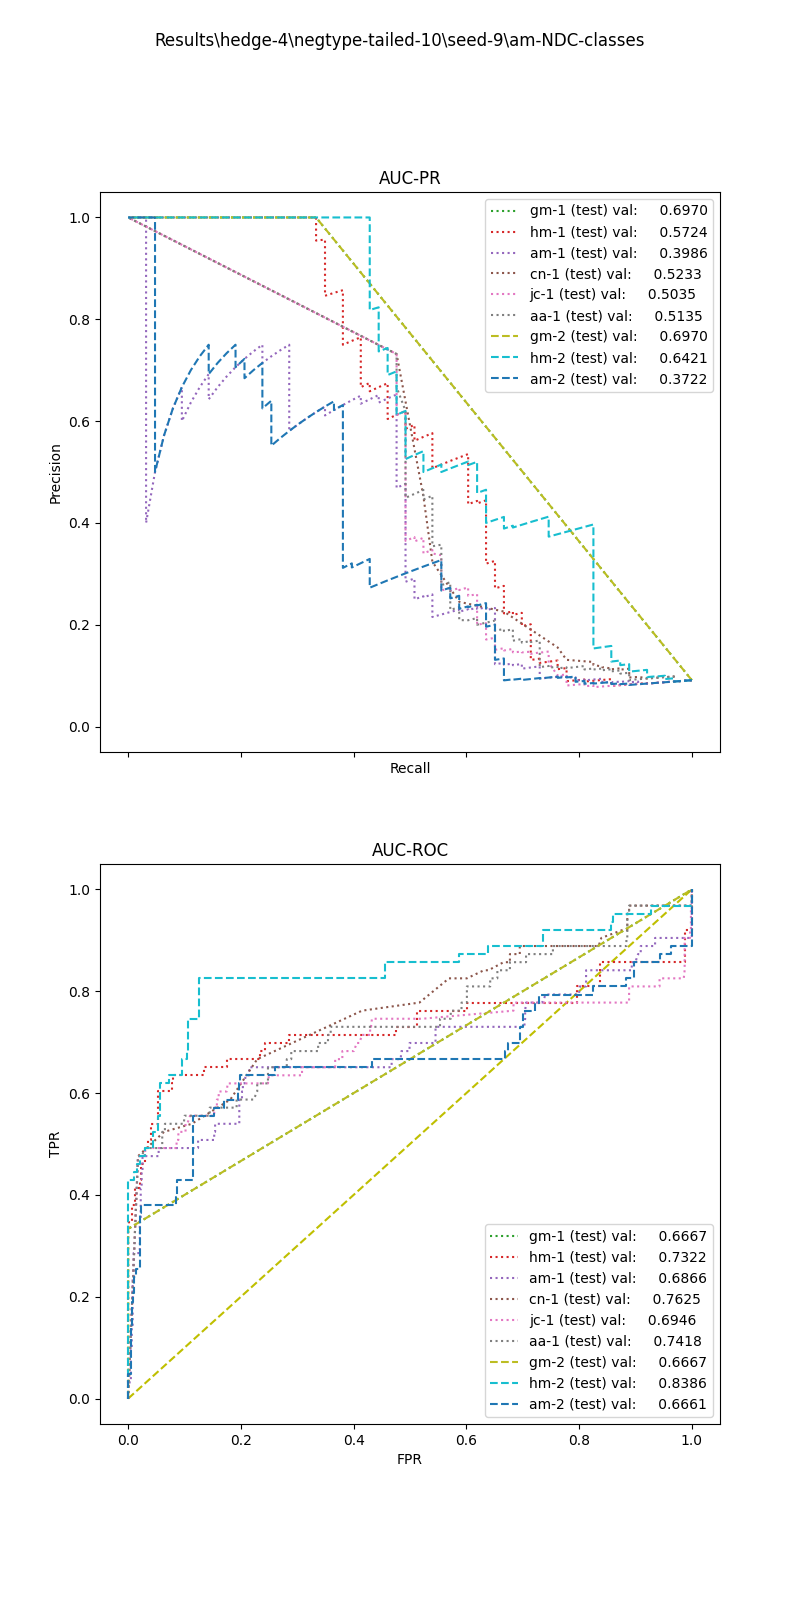 Results\hedge-4\negtype-tailed-10\seed-9\am-NDC-classes
AUC-PR
1.0
0.8
0.6
0.4
0.2
0.0
Precision
Recall
gm-1 (test) val: 0.6970
hm-1 (test) val: 0.5724
am-1 (test) val: 0.3986
cn-1 (test) val: 0.5233
jc-1 (test) val: 0.5035
aa-1 (test) val: 0.5135
gm-2 (test) val: 0.6970
hm-2 (test) val: 0.6421
am-2 (test) val: 0.3722
AUC-ROC
1.0
0.8
0.6
0.4
0.2
0.0
TPR
gm-1 (test) val: 0.6667
hm-1 (test) val: 0.7322
am-1 (test) val: 0.6866
cn-1 (test) val: 0.7625
jc-1 (test) val: 0.6946
aa-1 (test) val: 0.7418
gm-2 (test) val: 0.6667
hm-2 (test) val: 0.8386
am-2 (test) val: 0.6661
0.0 0.2 0.4 0.6 0.8 1.0
FPR